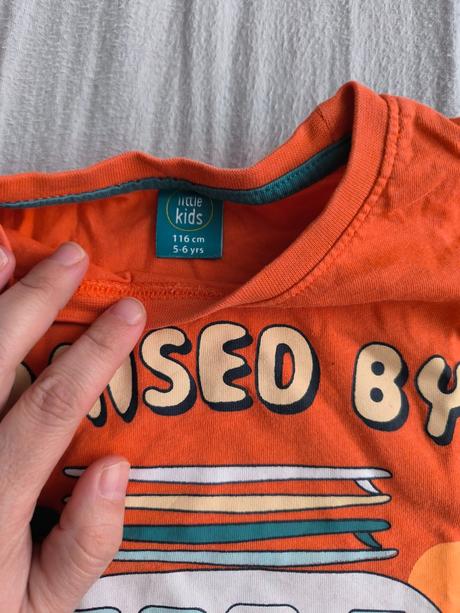 little
kids
116 cm
5-6 yrs
NSED BY